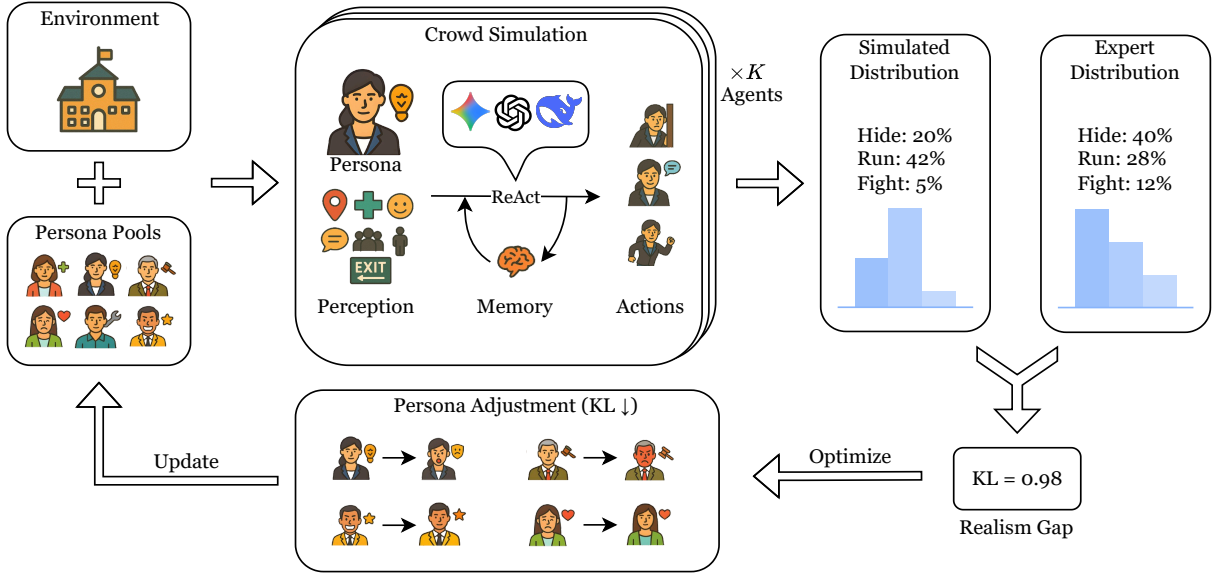 Environment
Persona Pools
Crowd Simulation
Persona
ReAct
EXIT
Perception
Memory
Actions
×K
Agents
Simulated
Distribution
Hide: 20%
Run: 42%
Fight: 5%
Expert
Distribution
Hide: 40%
Run: 28%
Fight: 12%
KL = 0.98
Realism Gap
Optimize
Persona Adjustment (KL ↓)
Update